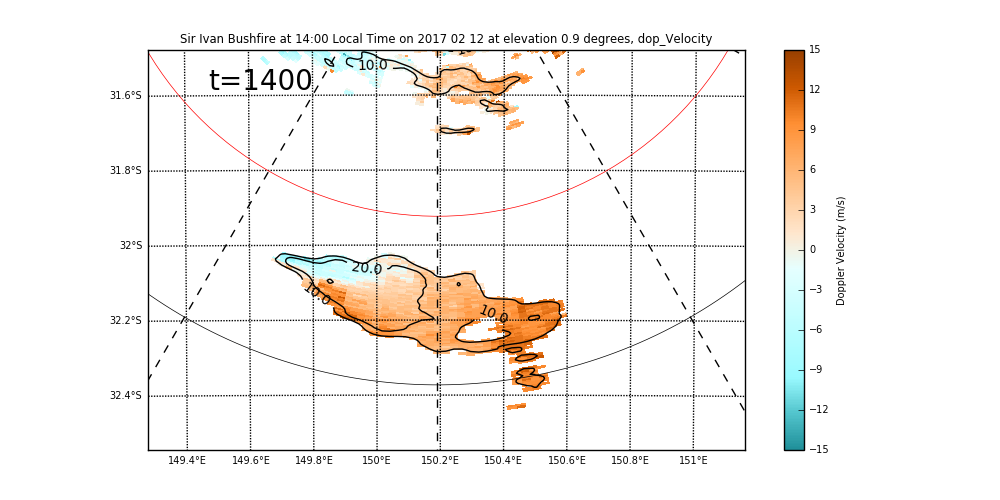 Sir Ivan Bushfire at 14:00 Local Time on 2017 02 12 at elevation 0.9 degrees, dop_Velocity
t=1400
10.0
31.6°S
31.8°S
32°S
32.2°S
32.4°S
20.0
10.0
10.0
149.4°E 149.6°E 149.8°E 150°E 150.2°E 150.4°E 150.6°E 150.8°E 151°E
15
12
9
6
3
0
−3
−6
−9
−12
−15
Doppler Velocity (m/s)